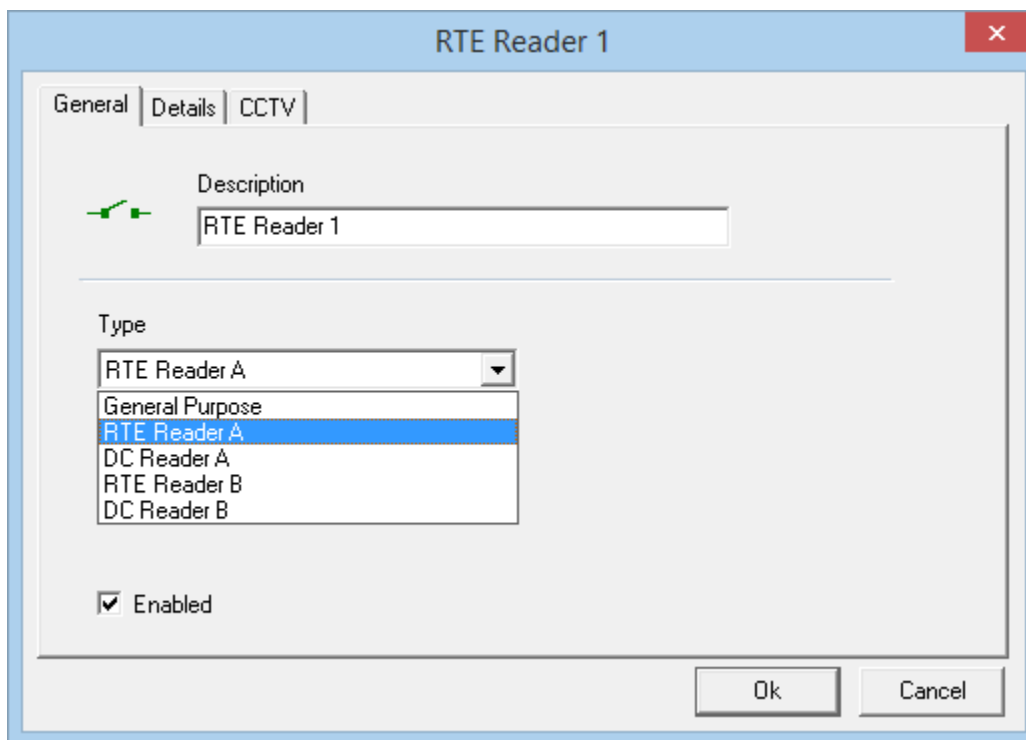 RTE Reader 1
General Details CCTV
Description
RTE Reader 1
Type
RTE Reader A
General Purpose
RTE Reader A
DC Reader A
RTE Reader B
DC Reader B
Enabled
Ok Cancel